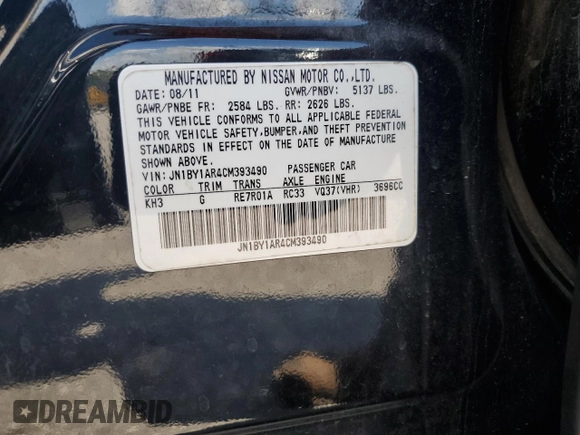 MANUFACTURED BY NISSAN MOTOR CO.,LTD.
DATE: 08/11 GVWR/PNBV: 5137 LBS.
GAWR/PNBE FR: 2584 LBS. RR: 2626 LBS.
THIS VEHICLE CONFORMS TO ALL APPLICABLE FEDERAL
MOTOR VEHICLE SAFETY,BUMPER,AND THEFT PREVENTION
STANDARDS IN EFFECT ON THE DATE OF MANUFACTURE
SHOWN ABOVE.
VIN: JN1BY1AR4CM393490 PASSENGER CAR
COLOR TRIM TRANS AXLE ENGINE
KH3 G RE7R01A RC33 VQ37(VHR) 3696CC
JN1BY1AR4CM393490
DREAMBID